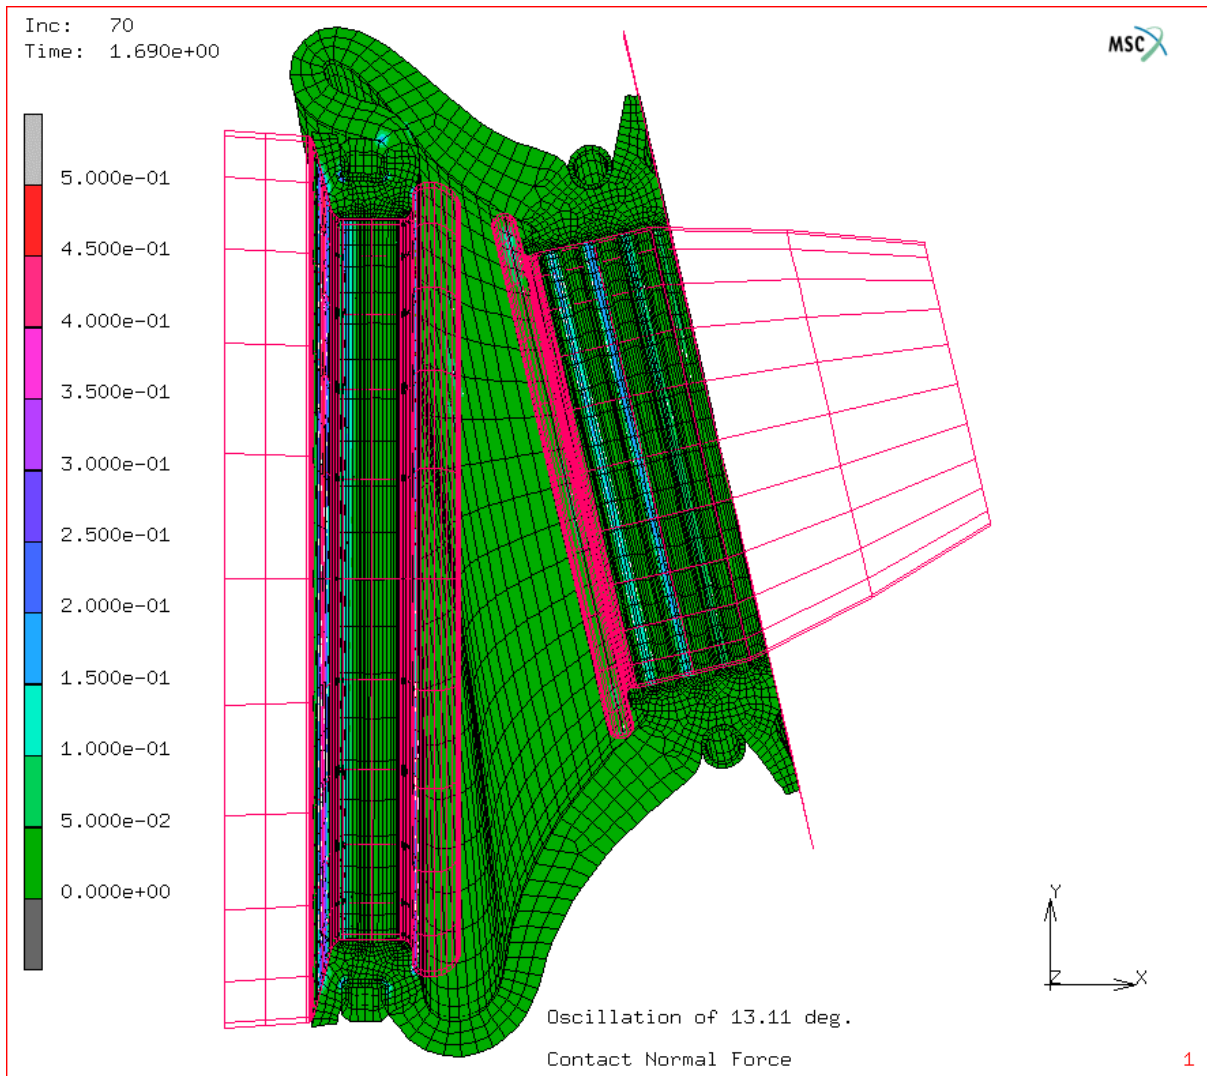 Inc: 70
Time: 1.690e+00
MSC
5.000e-01
4.500e-01
4.000e-01
3.500e-01
3.000e-01
2.500e-01
2.000e-01
1.500e-01
1.000e-01
5.000e-02
0.000e+00
Y
Z X
Oscillation of 13.11 deg.
Contact Normal Force
1